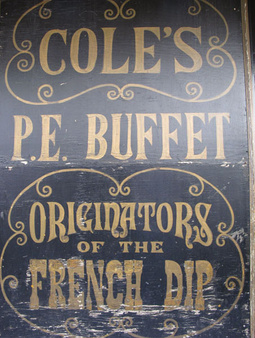 COLE'S
P.E. BUFFET
ORIGINATORS
OF THE
FRENCH DIP